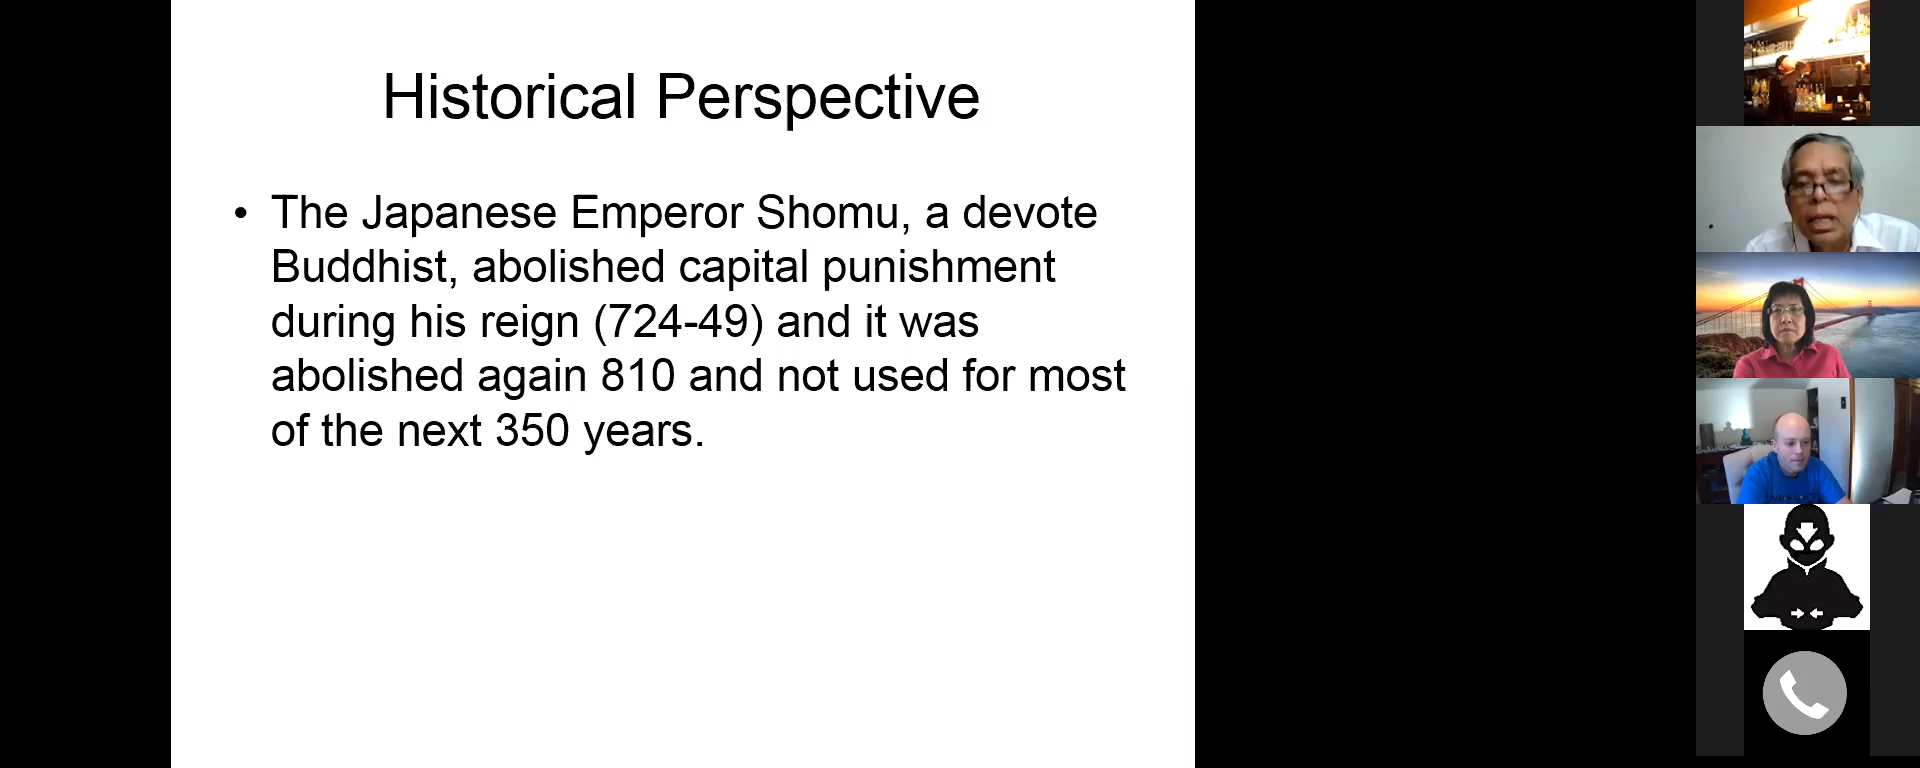 Historical Perspective
• The Japanese Emperor Shomu, a devote
Buddhist, abolished capital punishment
during his reign (724-49) and it was
abolished again 810 and not used for most
of the next 350 years.